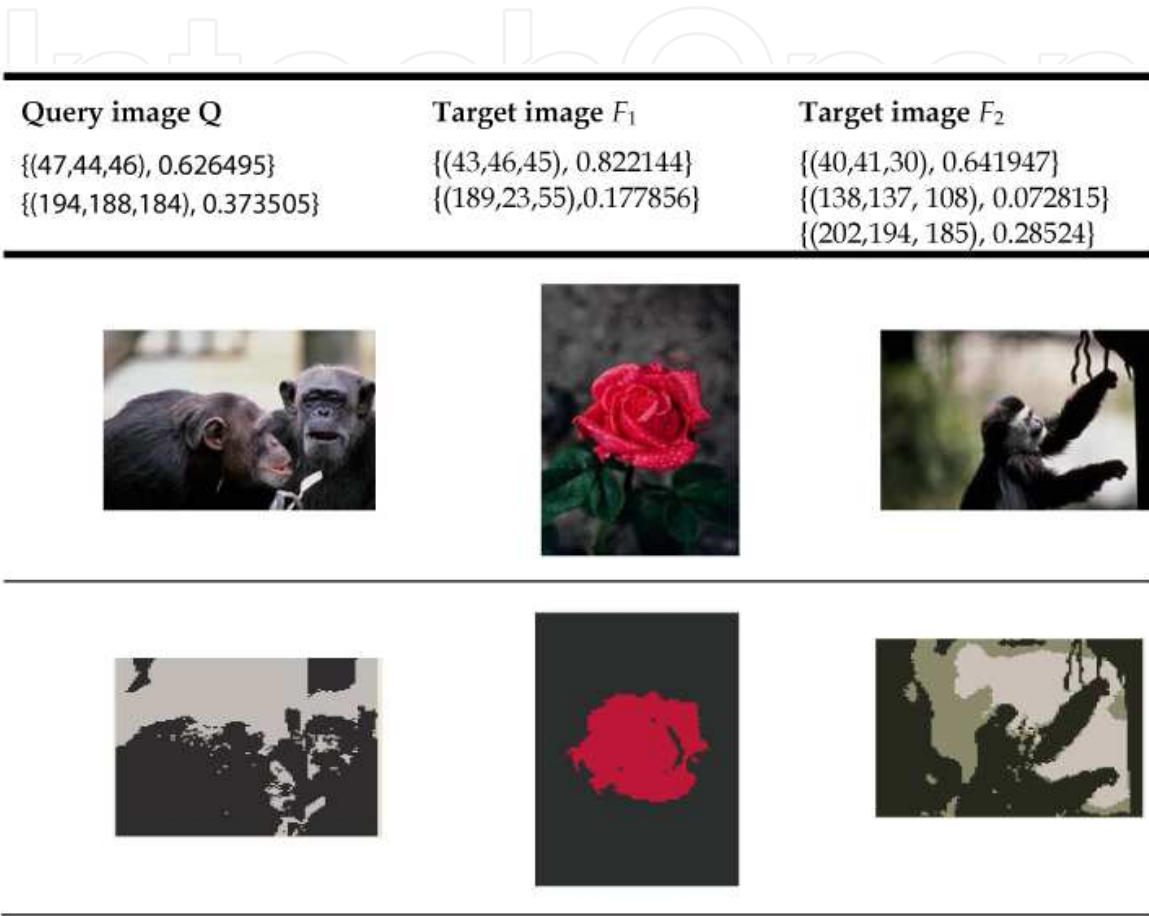 IntechOpen
Query image Q Target image F1 Target image F2
{(47,44,46), 0.626495} {(43,46,45), 0.822144} {(40,41,30), 0.641947}
{(194,188,184), 0.373505} {(189,23,55),0.177856} {(138,137, 108), 0.072815}
{(202,194, 185), 0.28524}